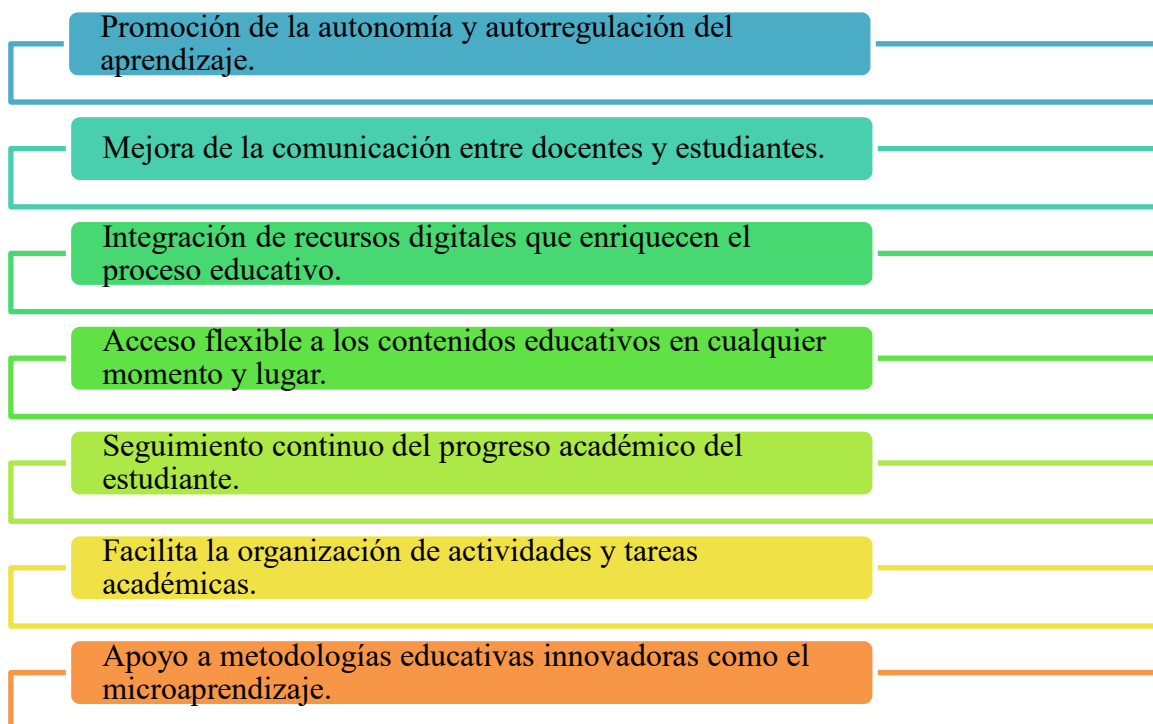 Promoción de la autonomía y autorregulación del
aprendizaje.
Mejora de la comunicación entre docentes y estudiantes.
Integración de recursos digitales que enriquecen el
proceso educativo.
Acceso flexible a los contenidos educativos en cualquier
momento y lugar.
Seguimiento continuo del progreso académico del
estudiante.
Facilita la organización de actividades y tareas
académicas.
Apoyo a metodologías educativas innovadoras como el
microaprendizaje.